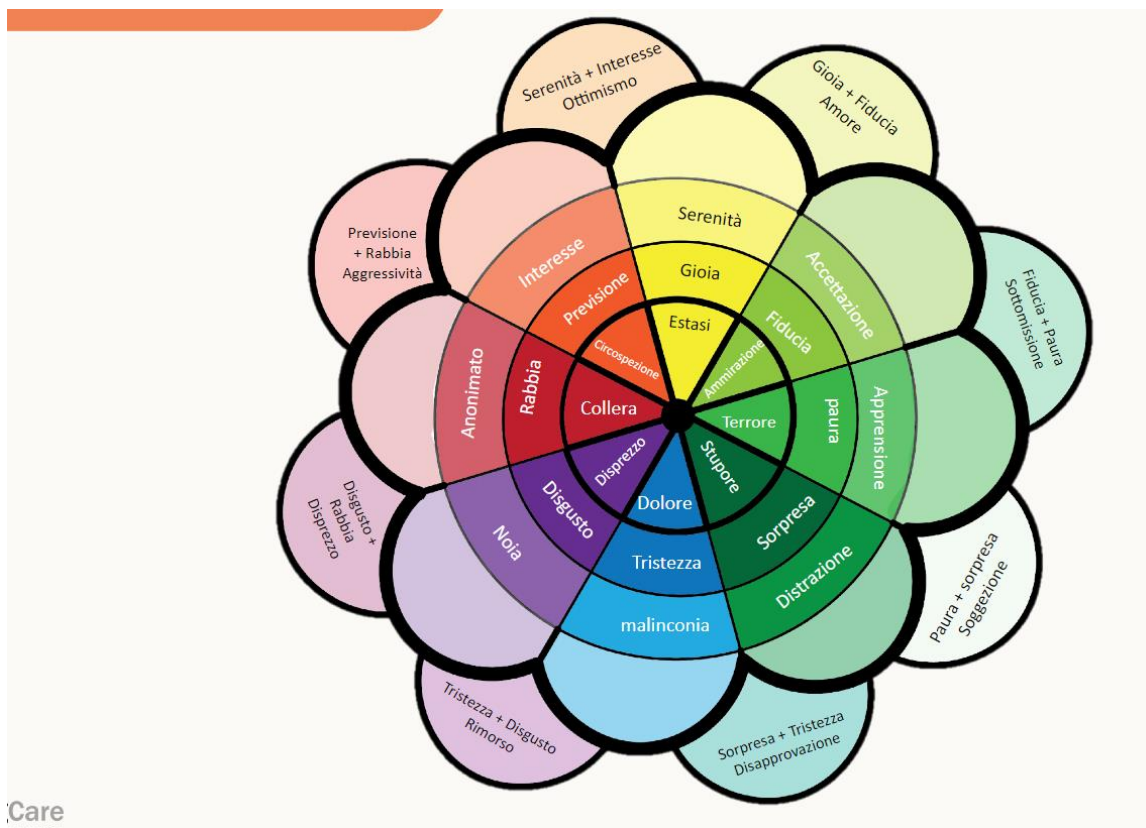 Serenità + Interesse
Ottimismo
Gioia + Fiducia
Amore
Previsione
+ Rabbia
Aggressività
Fiducia + Paura
Sottomissione
Serenità
Interesse
Accettazione
Gioia
Previsione
Fiducia
Estasi
Circospezione
Ammirazione
Anonimato
Rabbia
Collera
Terrore
paura
Apprensione
Disprezzo
Stupore
Dolore
Disgusto
Sorpresa
Noia
Tristezza
Distrazione
malinconia
Disgusto +
Rabbia
Disprezzo
Paura + sorpresa
Soggezione
Tristezza + Disgusto
Rimorso
Sorpresa + Tristezza
Disapprovazione
Care